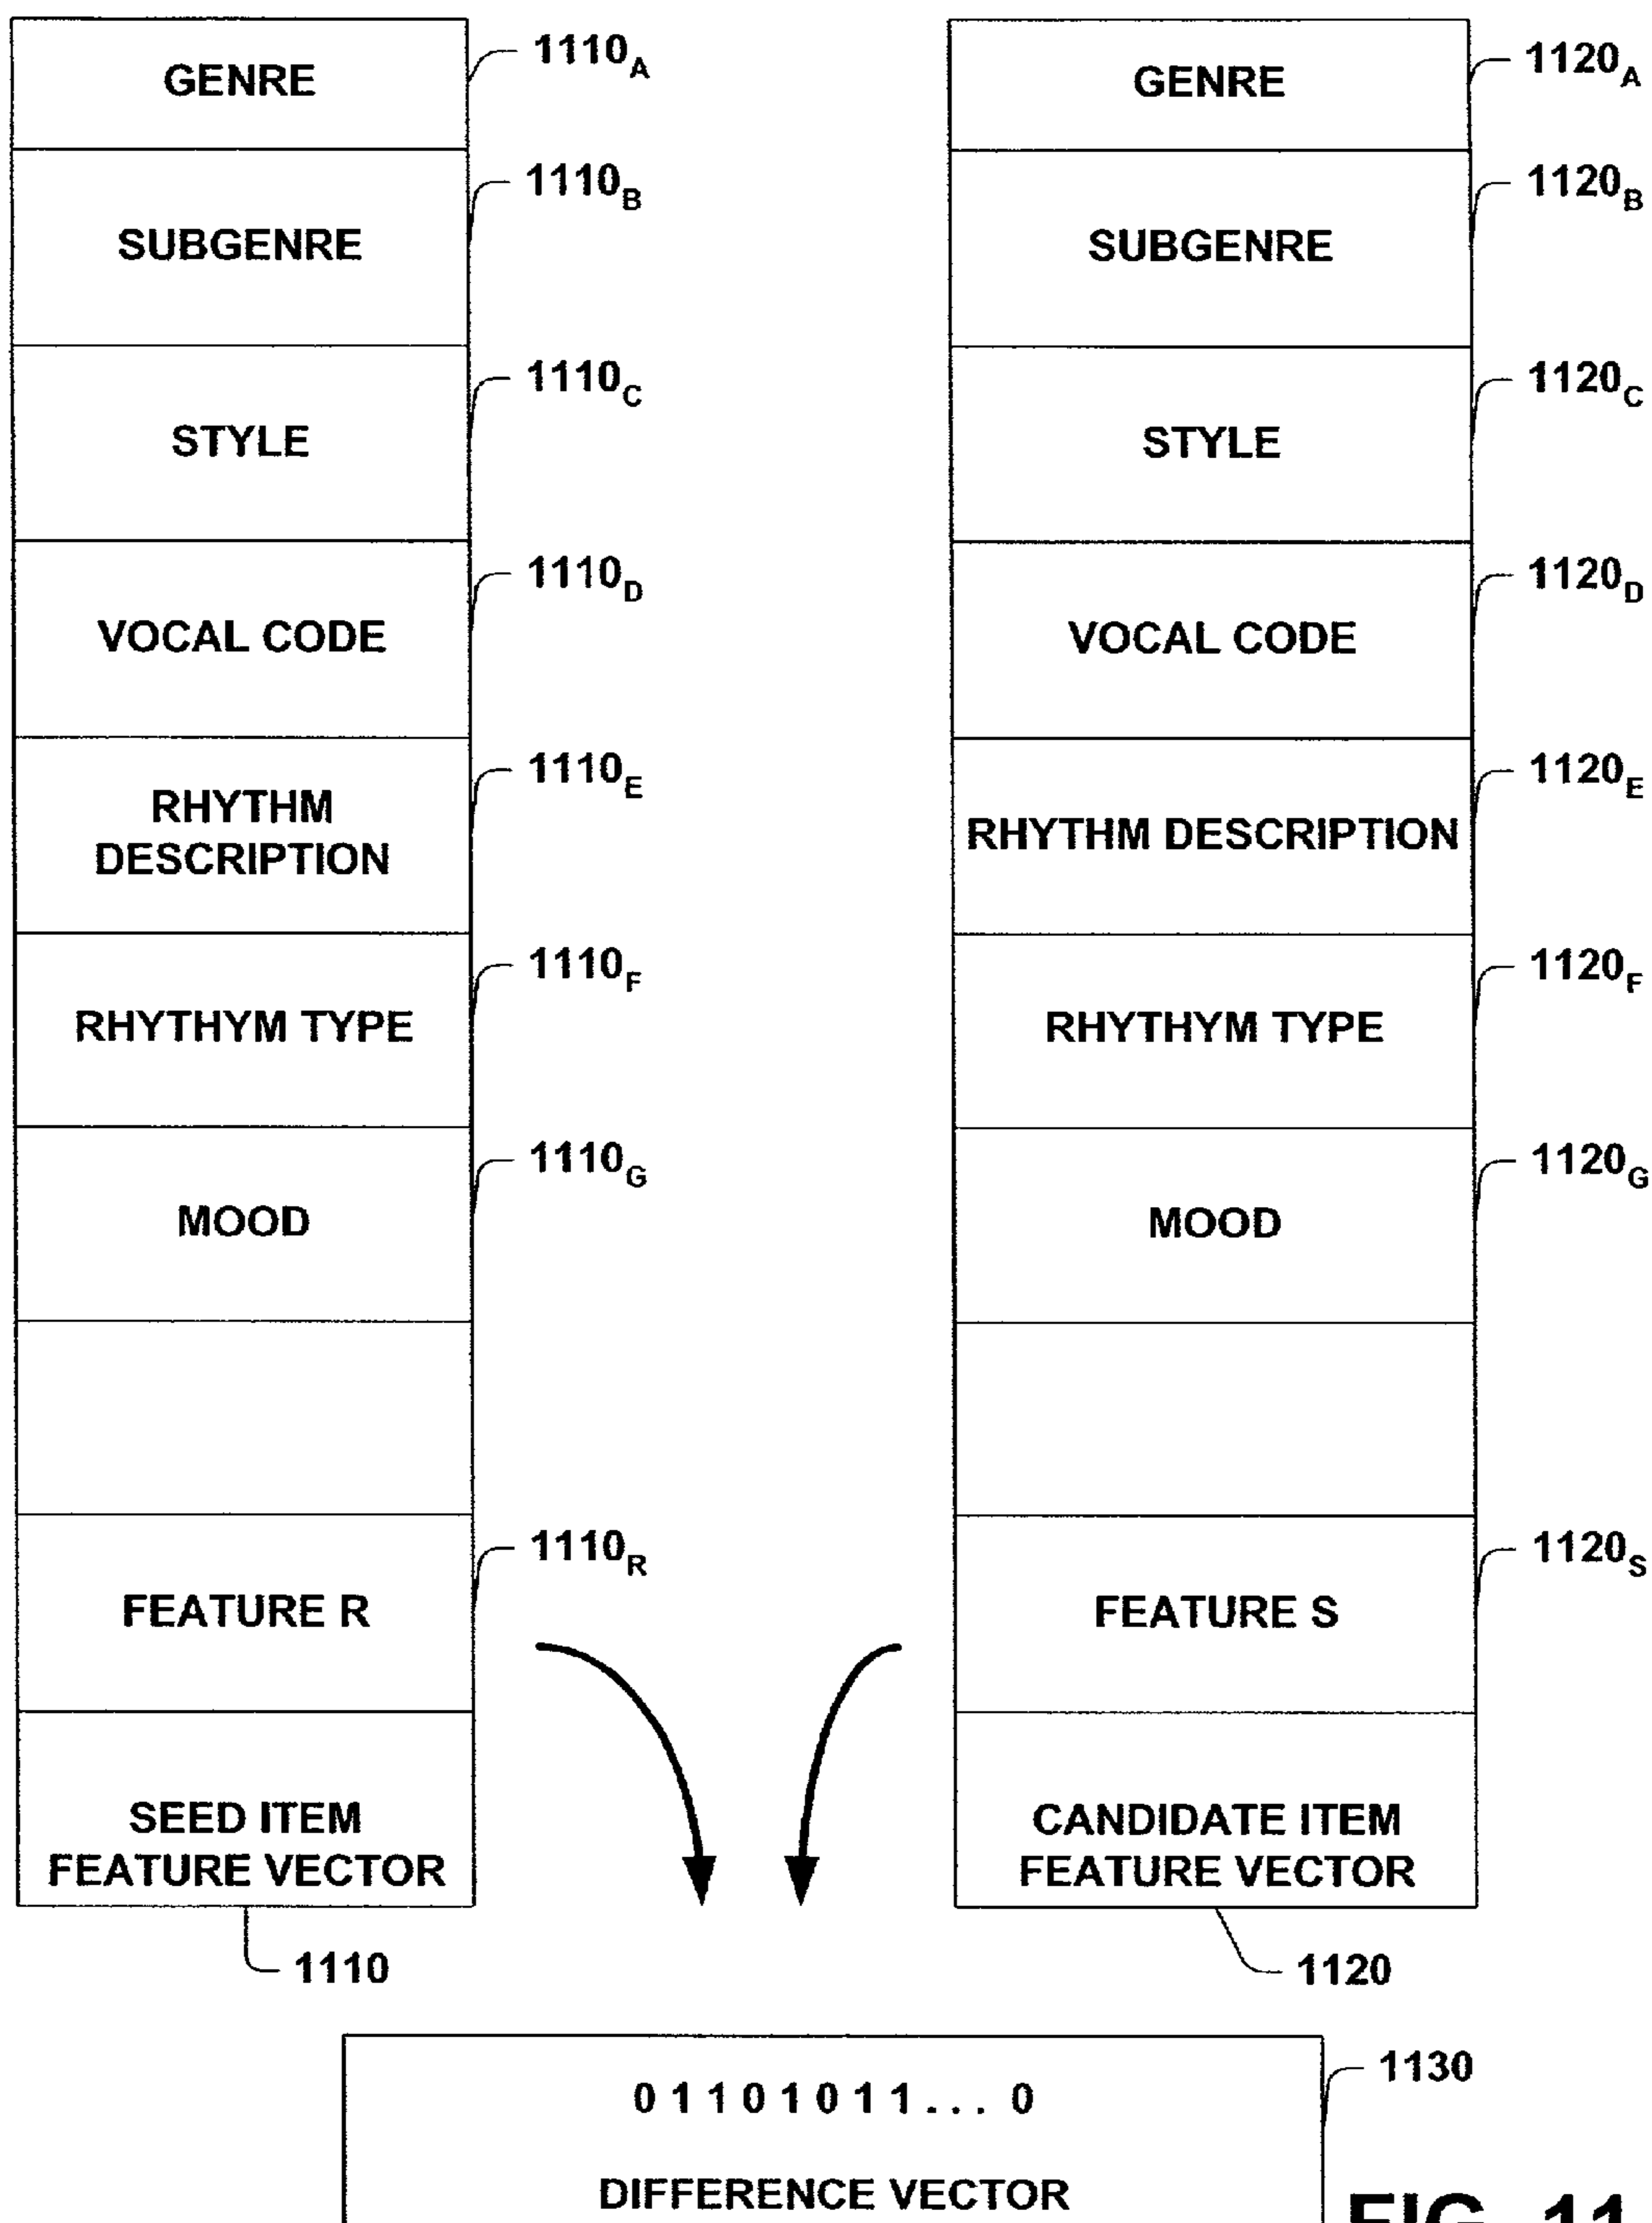 GENRE
1110A
SUBGENRE
1110B
STYLE
1110C
VOCAL CODE
1110D
RHYTHM
DESCRIPTION
1110E
RHYTHYM TYPE
1110F
MOOD
1110G
FEATURE R
1110R
SEED ITEM
FEATURE VECTOR
1110
GENRE
1120A
SUBGENRE
1120B
STYLE
1120C
VOCAL CODE
1120D
RHYTHM DESCRIPTION
1120E
RHYTHYM TYPE
1120F
MOOD
1120G
FEATURE S
1120S
CANDIDATE ITEM
FEATURE VECTOR
1120
0 1 1 0 1 0 1 1 . . . 0
1130
DIFFERENCE VECTOR
FIG. 11